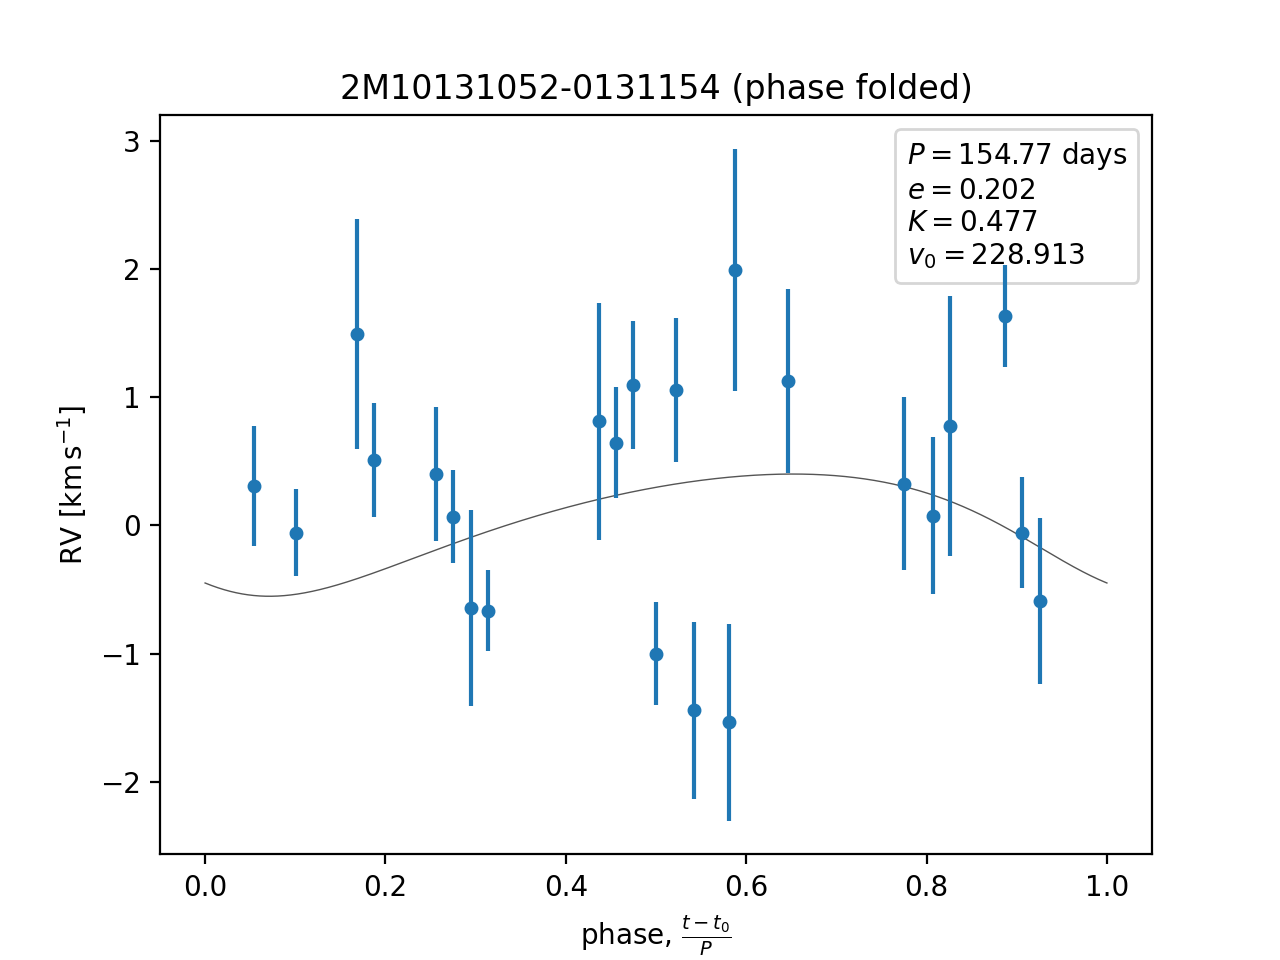 2M10131052-0131154 (phase folded)
P = 154.77 days
e = 0.202
K = 0.477
v₀ = 228.913
3
2
1
0
−1
−2
RV [km s⁻¹]
0.0 0.2 0.4 0.6 0.8 1.0
phase, (t − t₀)/P